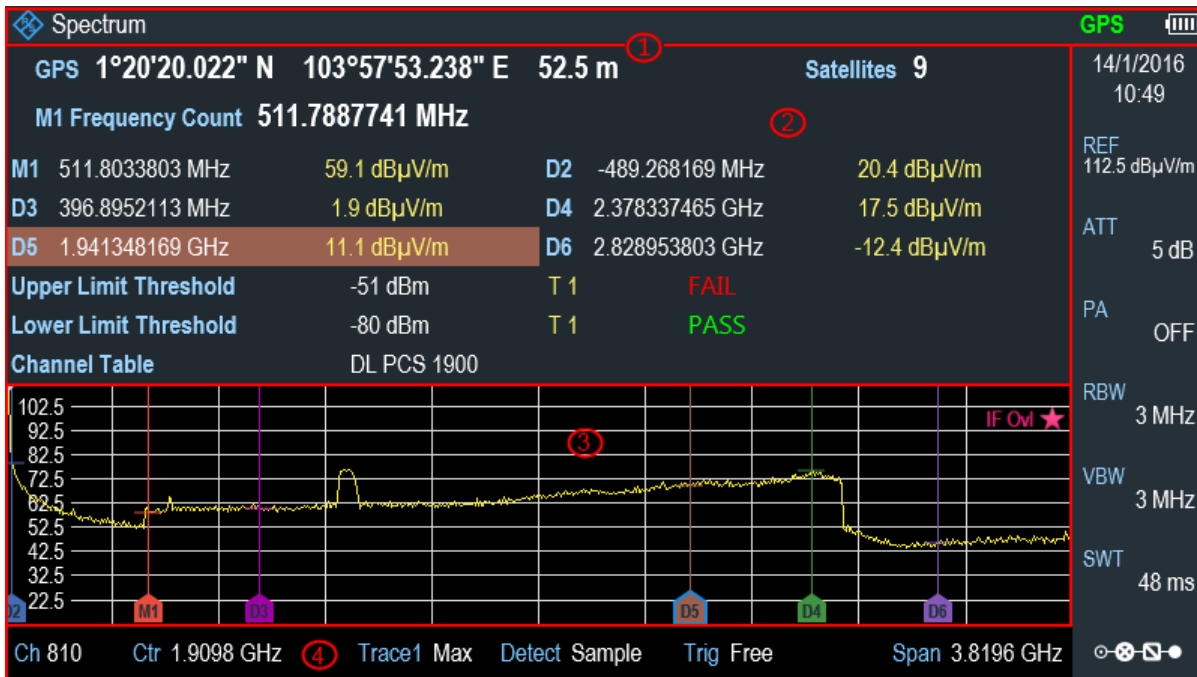 Spectrum GPS
1
GPS 1°20'20.022" N 103°57'53.238" E 52.5 m Satellites 9
14/1/2016
10:49
M1 Frequency Count 511.7887741 MHz
2
M1 511.8033803 MHz 59.1 dBµV/m D2 -489.268169 MHz 20.4 dBµV/m
D3 396.8952113 MHz 1.9 dBµV/m D4 2.378337465 GHz 17.5 dBµV/m
D5 1.941348169 GHz 11.1 dBµV/m D6 2.828953803 GHz -12.4 dBµV/m
Upper Limit Threshold -51 dBm T 1 FAIL
Lower Limit Threshold -80 dBm T 1 PASS
Channel Table DL PCS 1900
REF
112.5 dBµV/m
ATT
5 dB
PA
OFF
RBW
3 MHz
VBW
3 MHz
SWT
48 ms
102.5
92.5
82.5
72.5
62.5
52.5
42.5
32.5
22.5
IF Ovl
3
D2 M1 D3 D5 D4 D6
Ch 810 Ctr 1.9098 GHz 4 Trace1 Max Detect Sample Trig Free Span 3.8196 GHz